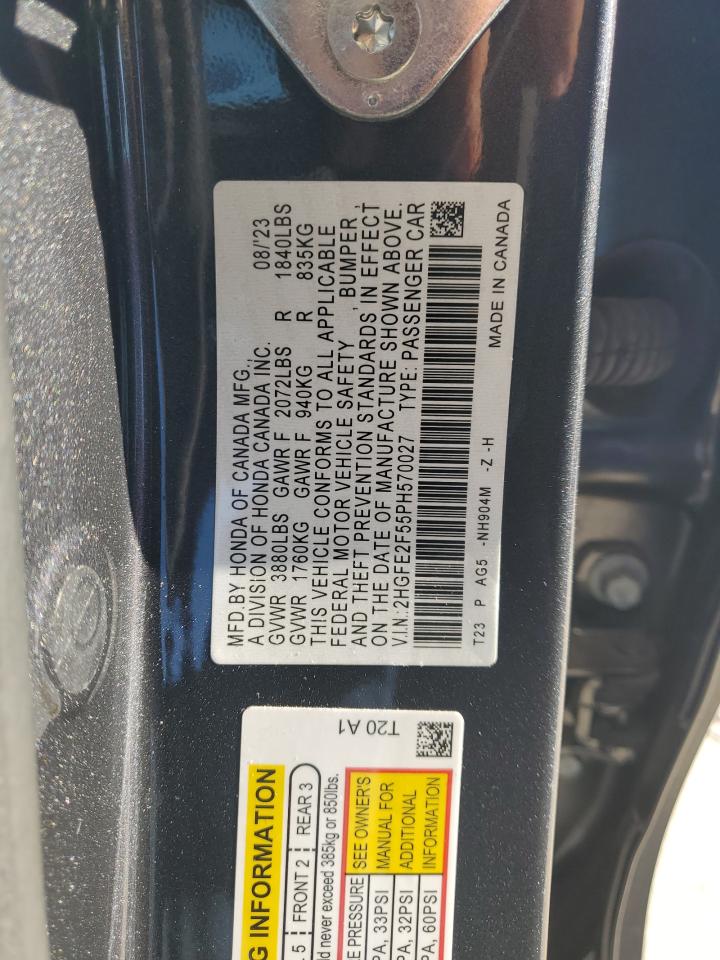 MFD.BY HONDA OF CANADA MFG.,
A DIVISION OF HONDA CANADA INC. 08/'23
GVWR 3880LBS GAWR F 2072LBS R 1840LBS
GVWR 1760KG GAWR F 940KG R 835KG
THIS VEHICLE CONFORMS TO ALL APPLICABLE
FEDERAL MOTOR VEHICLE SAFETY , BUMPER ,
AND THEFT PREVENTION STANDARDS IN EFFECT
ON THE DATE OF MANUFACTURE SHOWN ABOVE.
V.I.N.:2HGFE2F55PH570027 TYPE: PASSENGER CAR
T23 P AG5 -NH904M -Z -H
MADE IN CANADA
T20 A1
G INFORMATION
5 FRONT 2 REAR 3
never exceed 385kg or 850lbs.
PRESSURE SEE OWNER'S
PA, 33PSI MANUAL FOR
PA, 32PSI ADDITIONAL
PA, 60PSI INFORMATION